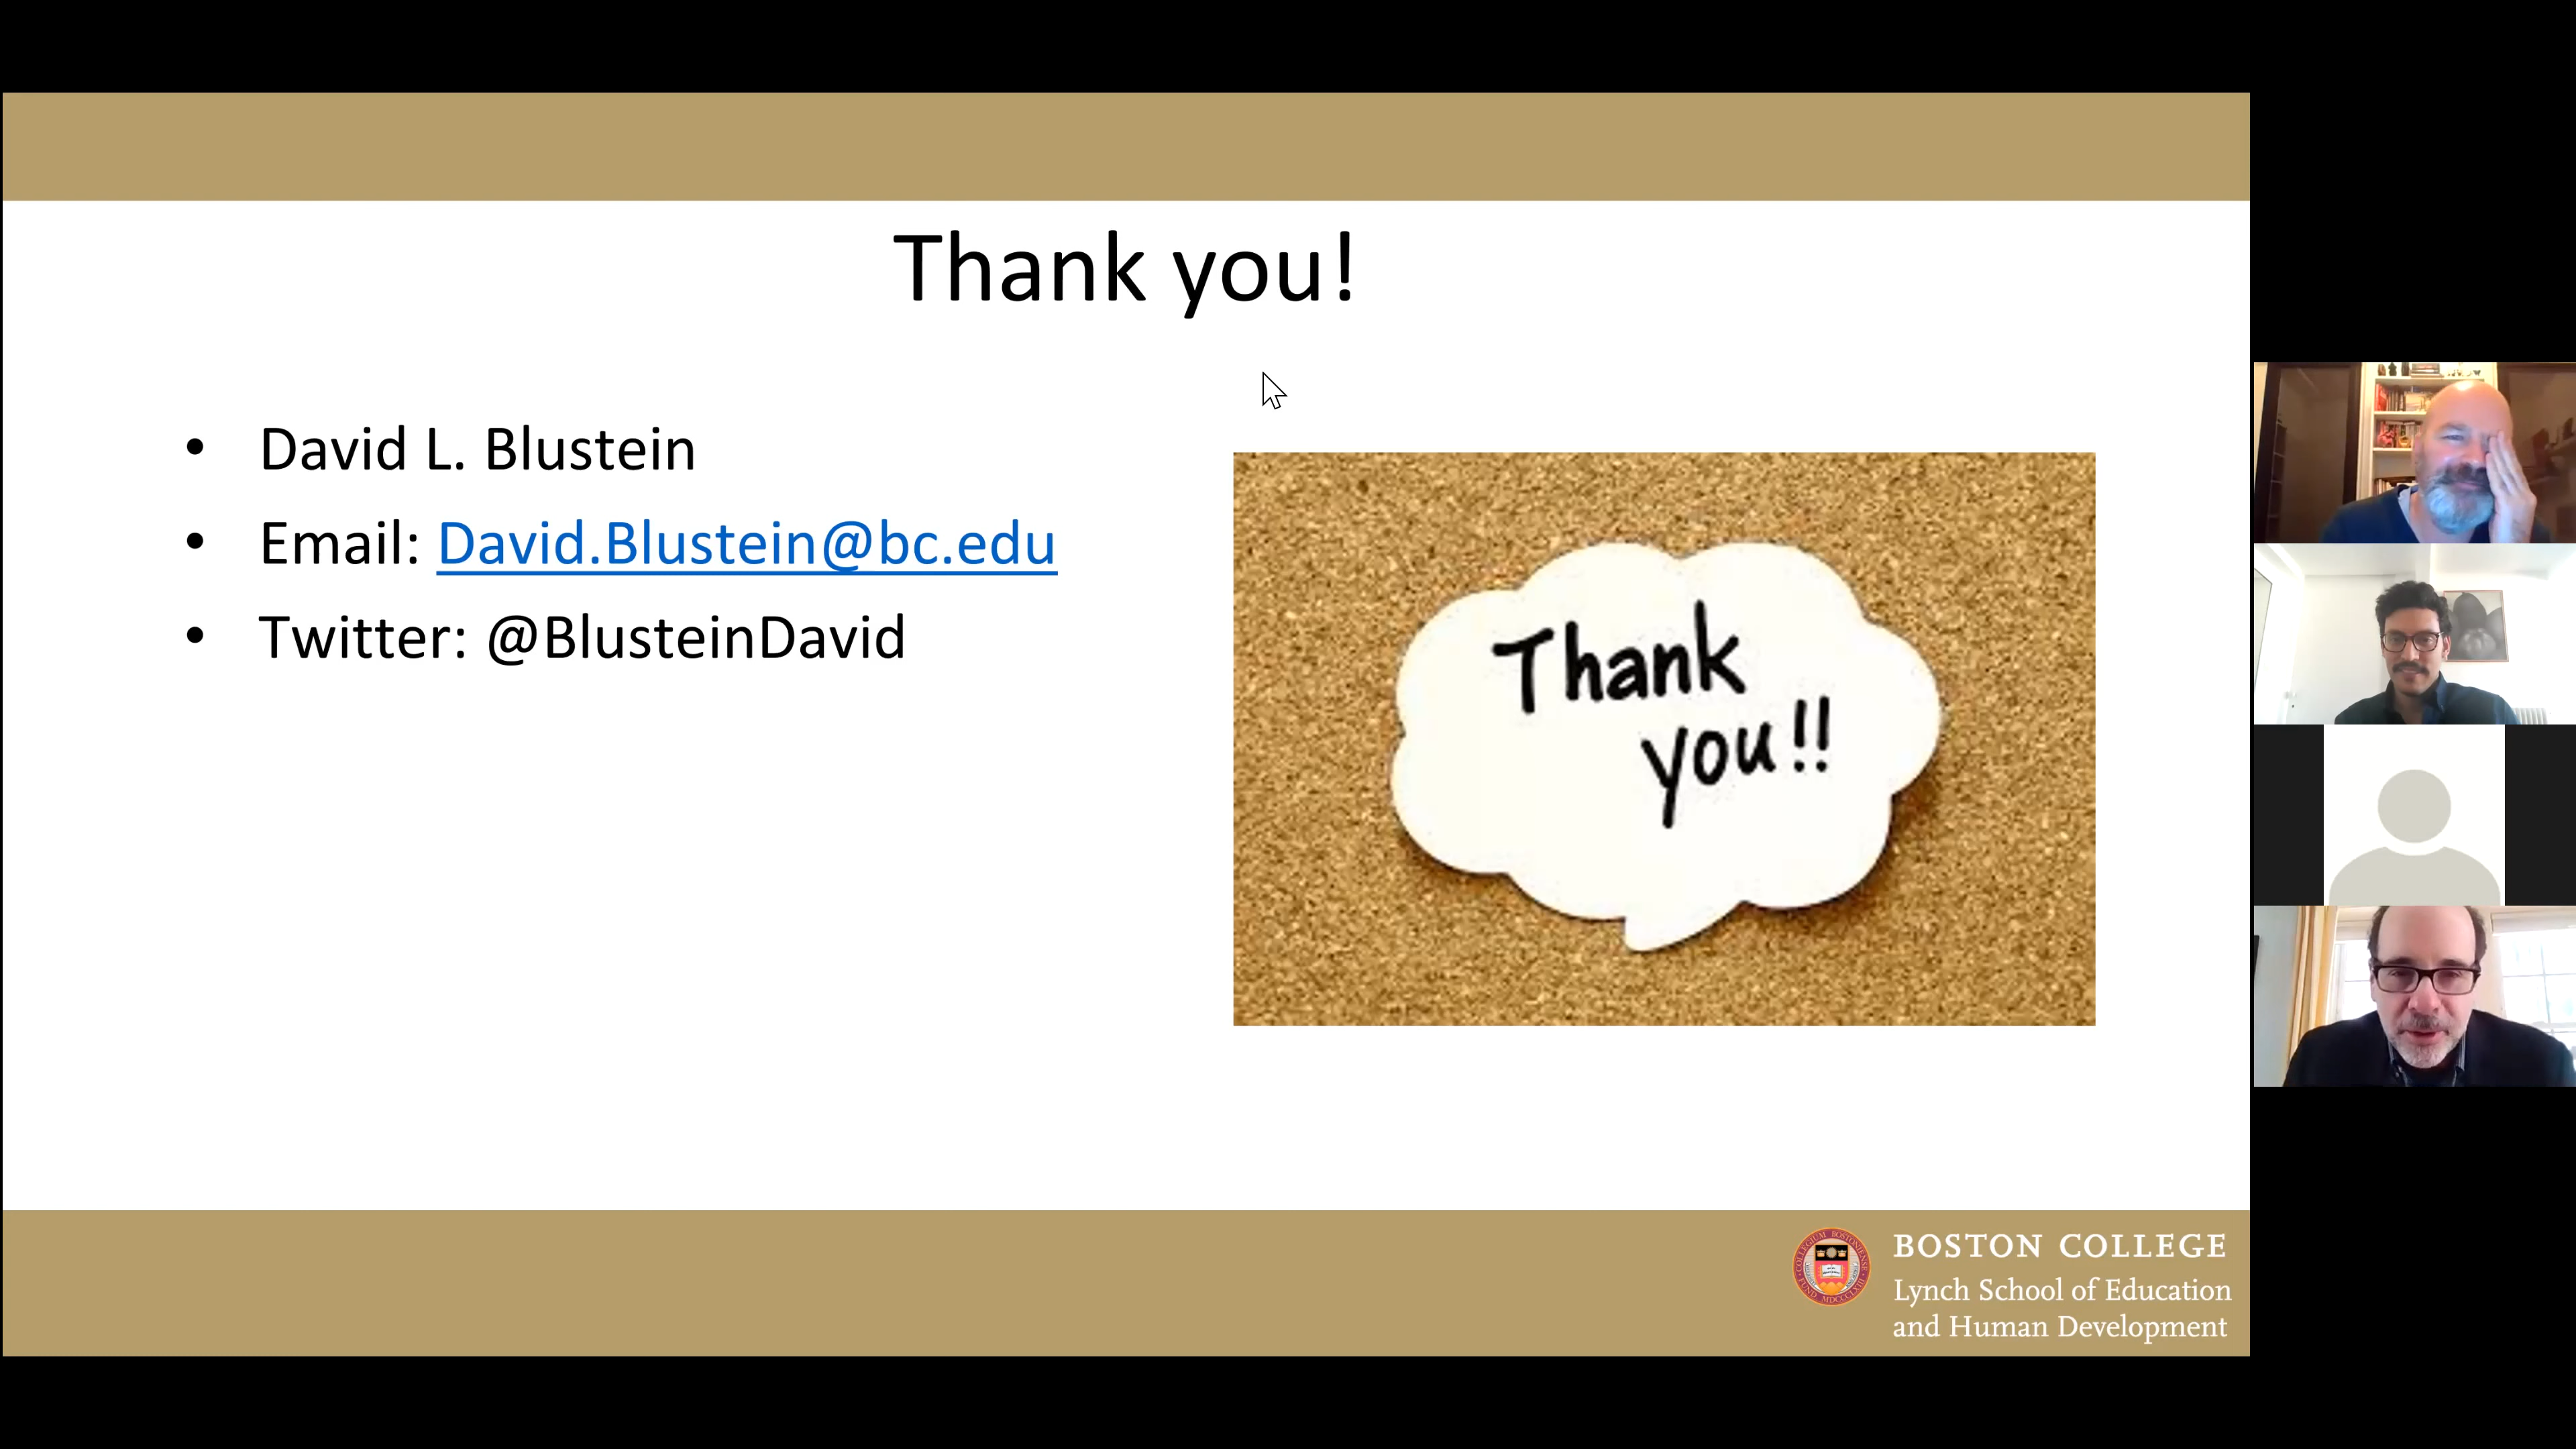 Thank you!
• David L. Blustein
• Email: David.Blustein@bc.edu
• Twitter: @BlusteinDavid
Thank
you!!
BOSTON COLLEGE
Lynch School of Education
and Human Development